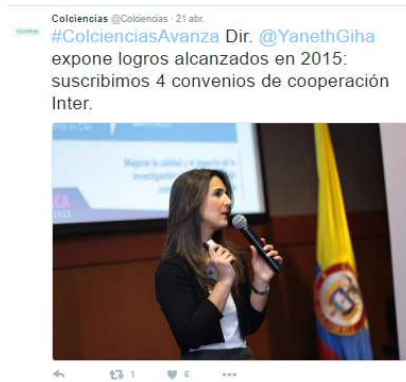 Colciencias @Colciencias · 21 abr.
#ColcienciasAvanza Dir. @YanethGiha
expone logros alcanzados en 2015:
suscribimos 4 convenios de cooperación
Inter.
Mejorar la calidad y el impacto de la
1
6